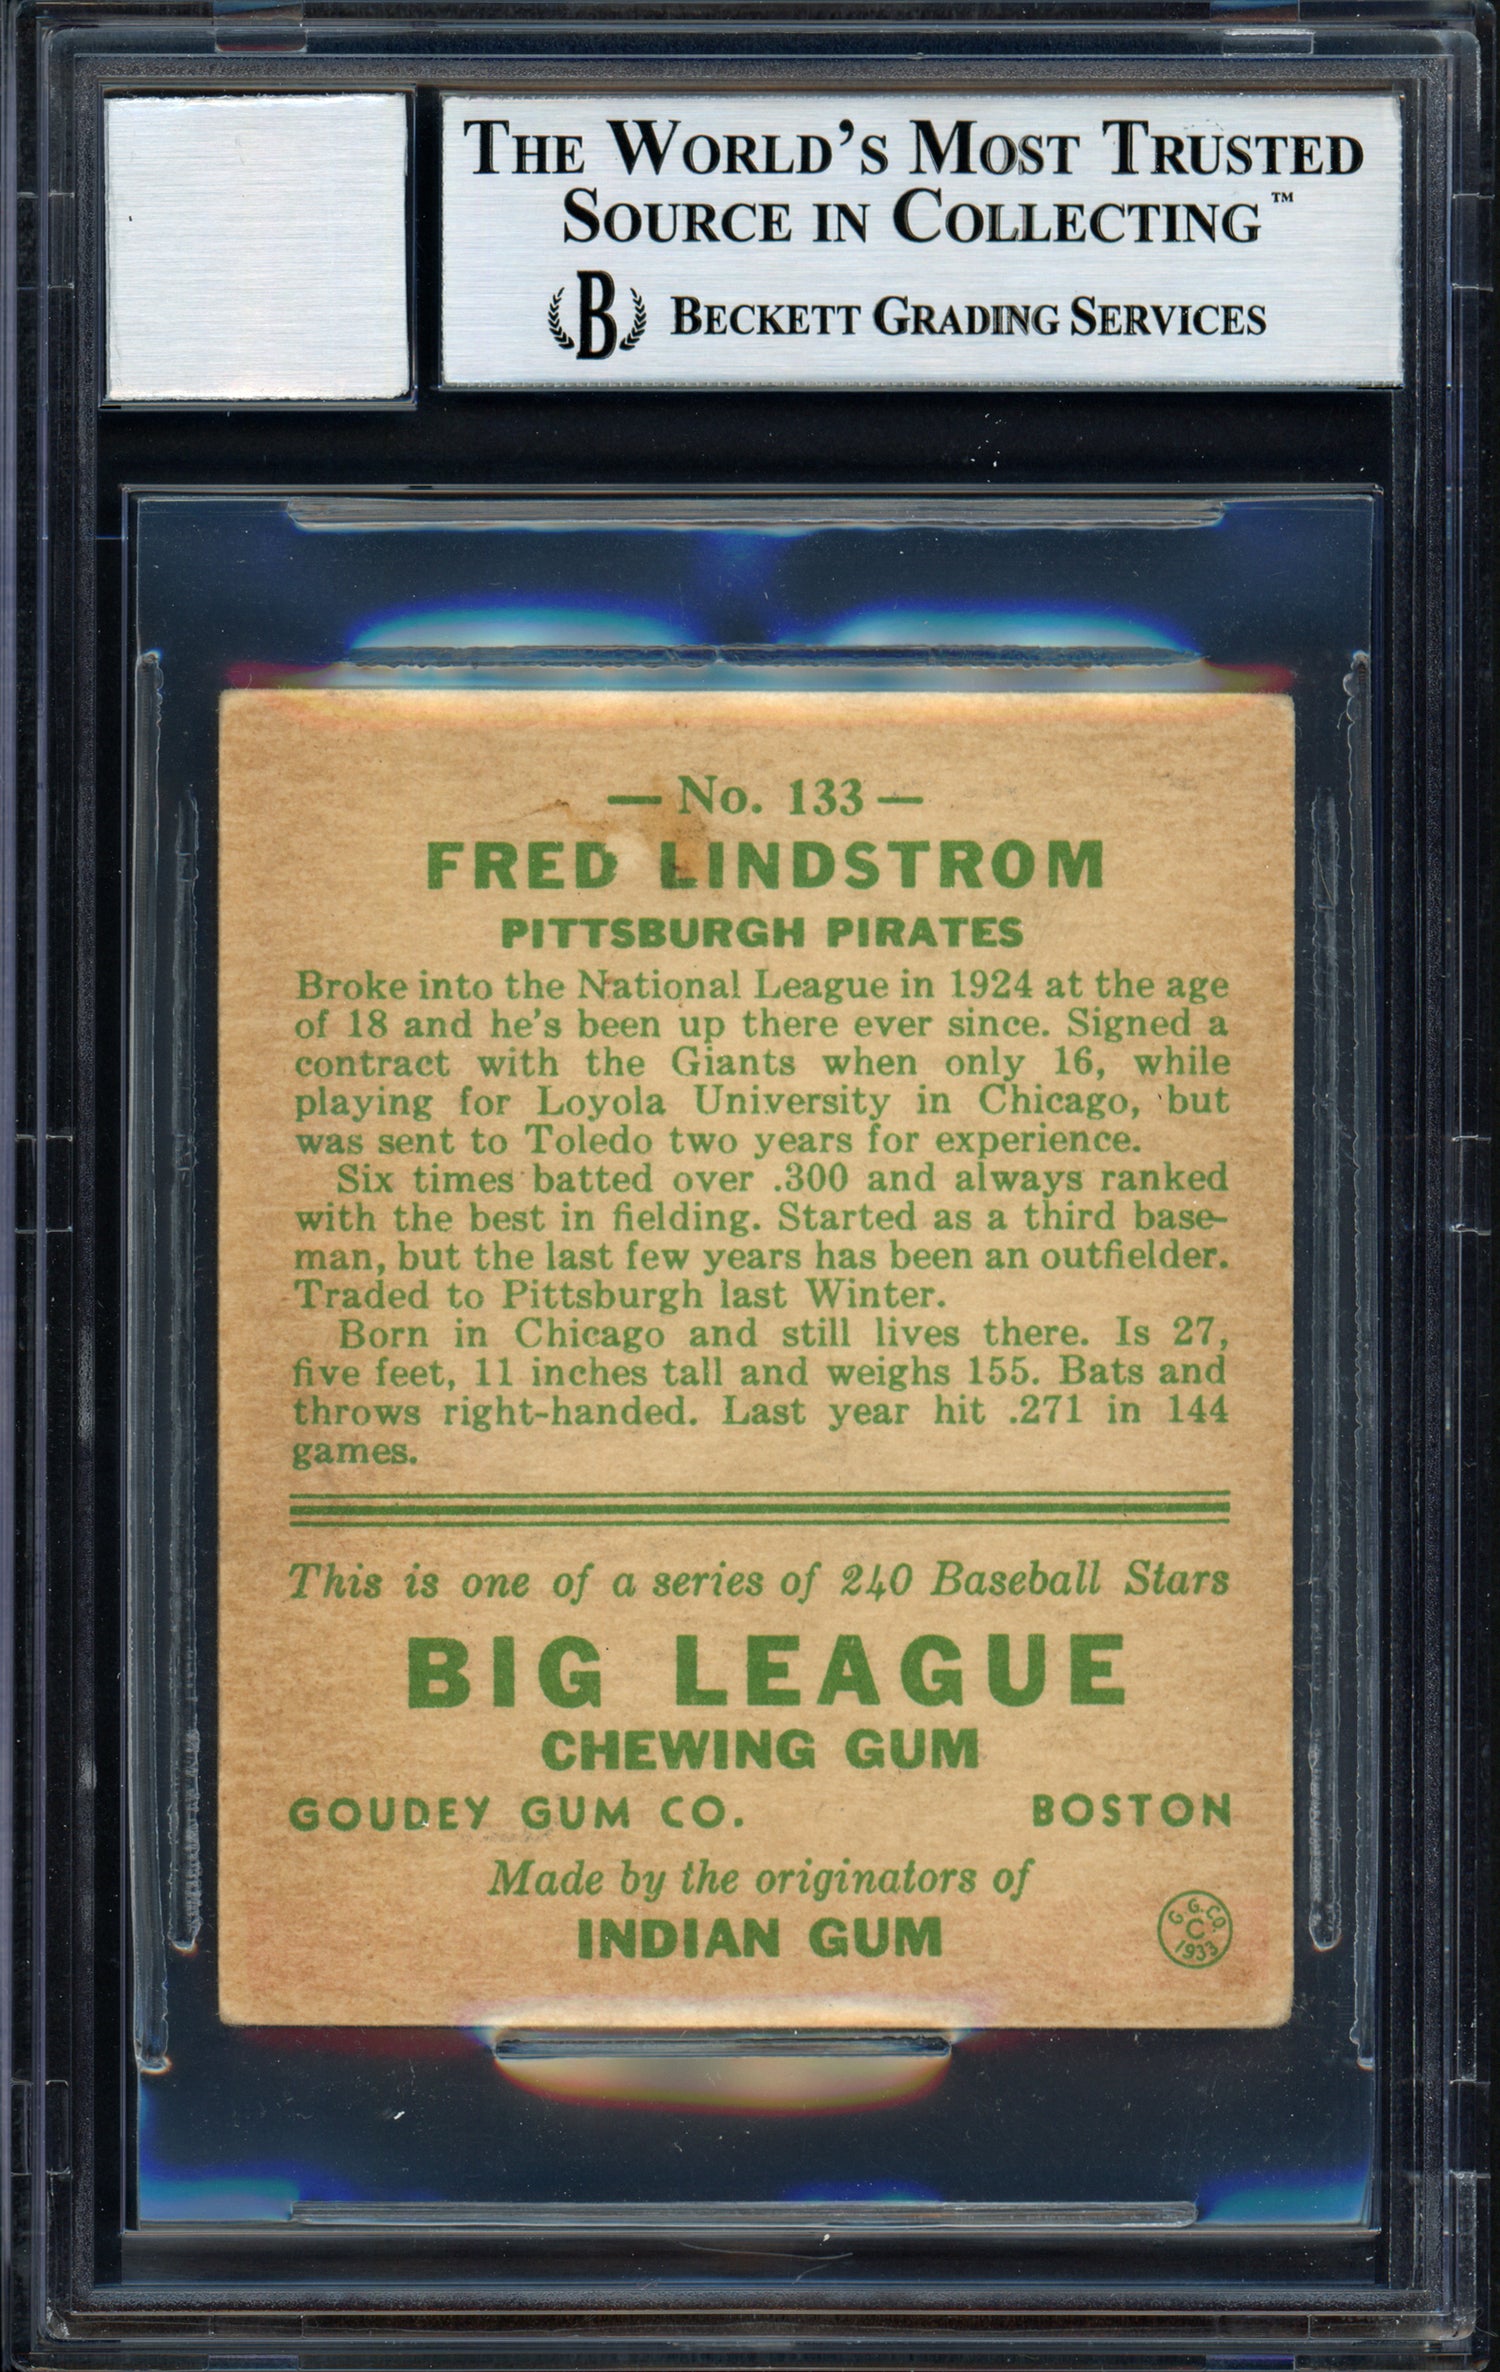 THE WORLD'S MOST TRUSTED
SOURCE IN COLLECTING™
B BECKETT GRADING SERVICES
— No. 133 —
FRED LINDSTROM
PITTSBURGH PIRATES
Broke into the National League in 1924 at the age
of 18 and he's been up there ever since. Signed a
contract with the Giants when only 16, while
playing for Loyola University in Chicago, but
was sent to Toledo two years for experience.
Six times batted over .300 and always ranked
with the best in fielding. Started as a third base-
man, but the last few years has been an outfielder.
Traded to Pittsburgh last Winter.
Born in Chicago and still lives there. Is 27,
five feet, 11 inches tall and weighs 155. Bats and
throws right-handed. Last year hit .271 in 144
games.
This is one of a series of 240 Baseball Stars
BIG LEAGUE
CHEWING GUM
GOUDEY GUM CO. BOSTON
Made by the originators of
INDIAN GUM
G. G. CO.
C
1933